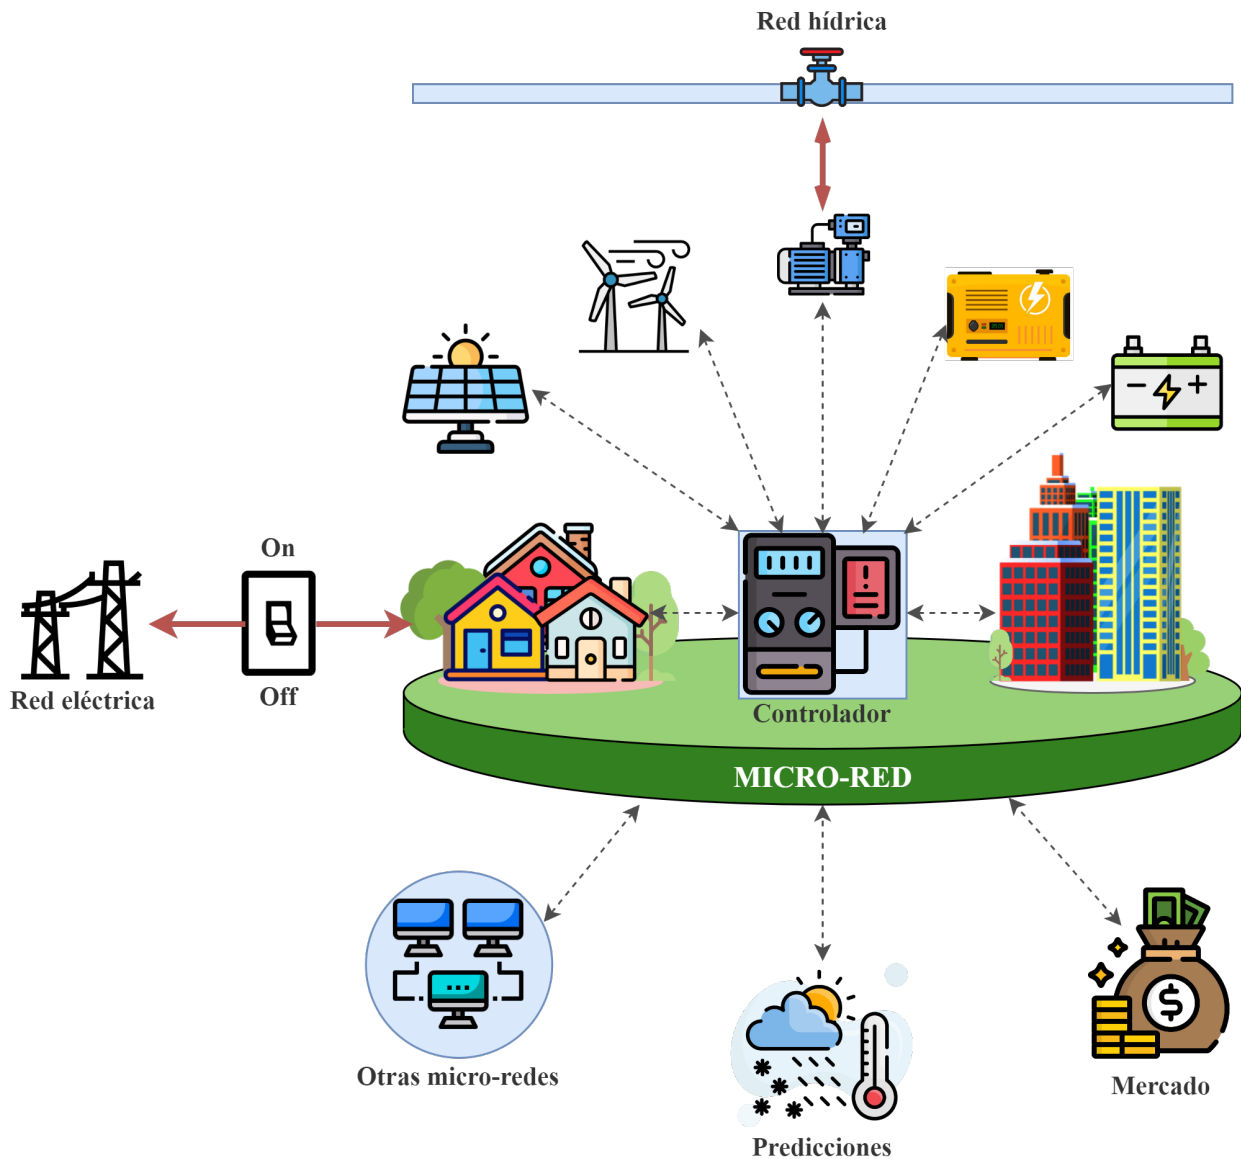 Red hídrica
On
Red eléctrica
Off
Controlador
MICRO-RED
Otras micro-redes
Mercado
Predicciones